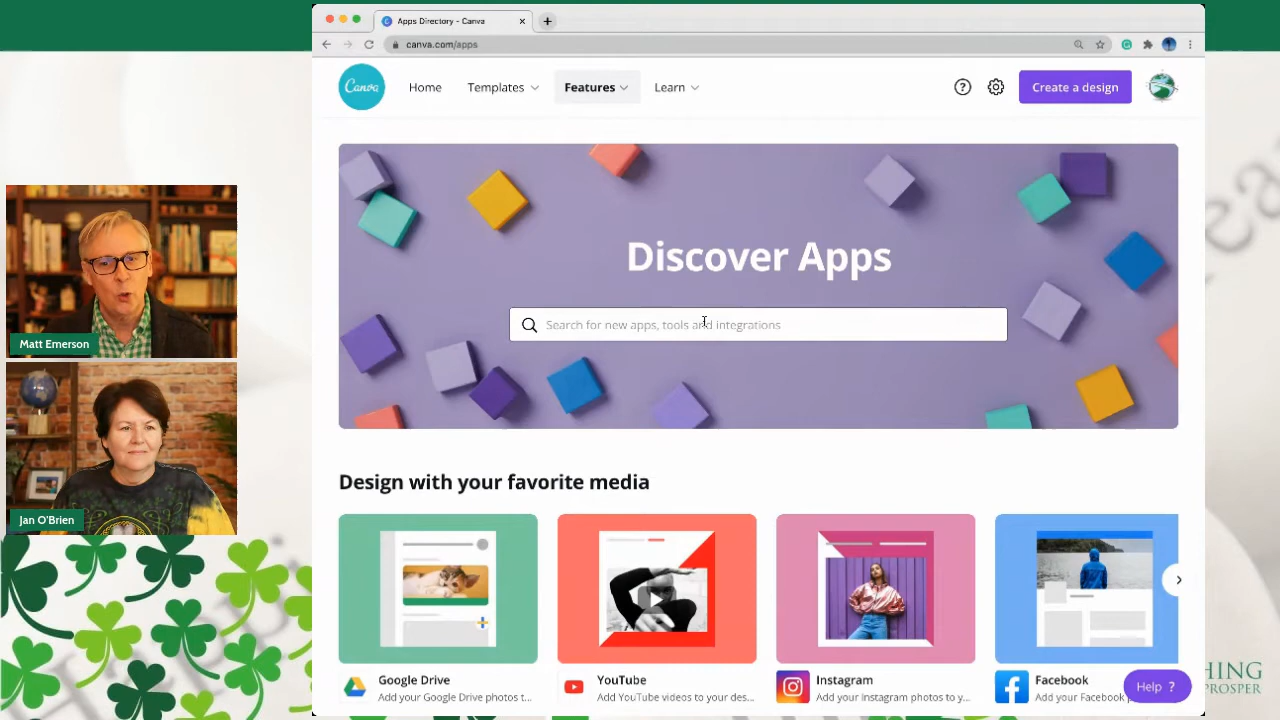 Apps Directory - Canva
canva.com/apps
Canva
Home
Templates
Features
Learn
Create a design
Discover Apps
Search for new apps, tools and integrations
Matt Emerson
Jan O'Brien
Design with your favorite media
Google Drive
Add your Google Drive photos t...
YouTube
Add YouTube videos to your des...
Instagram
Add your instagram photos to y...
Facebook
Add your Facebook
Help ?
HING
PROSPER